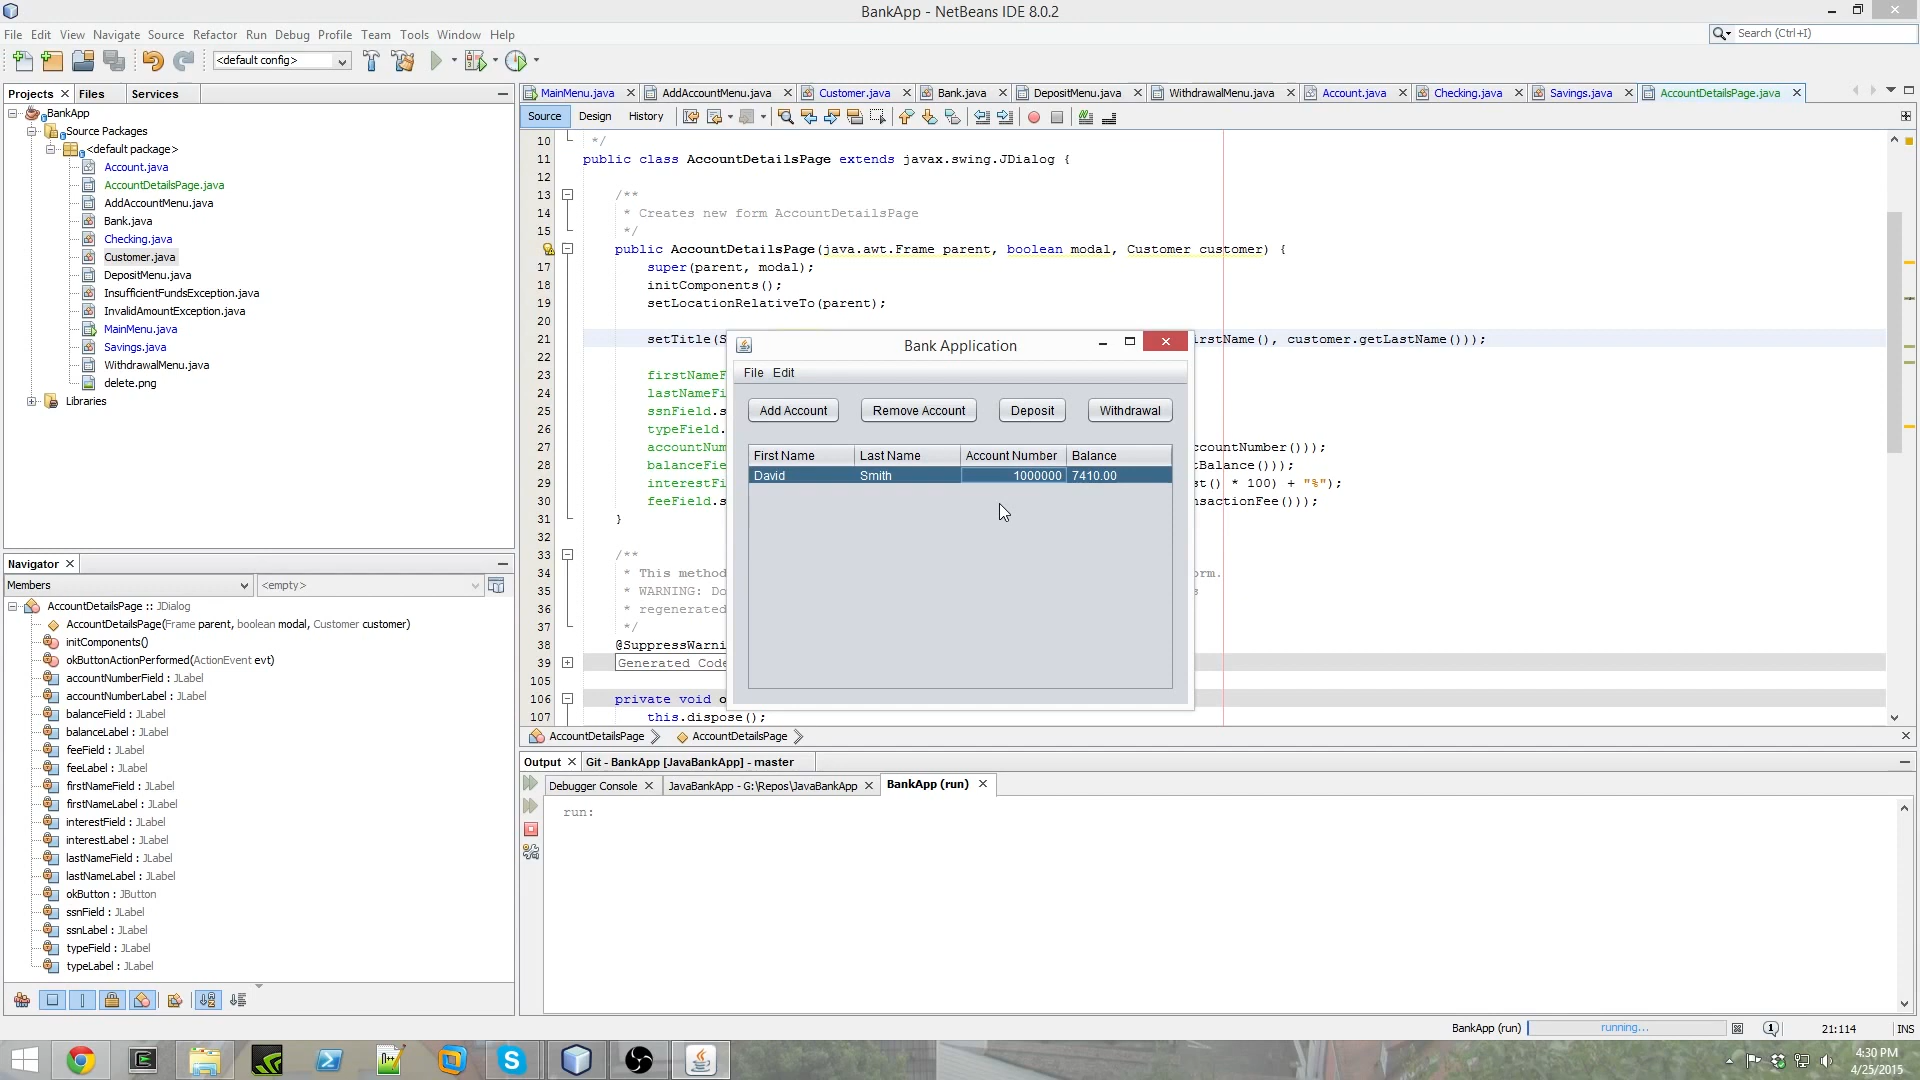 BankApp - NetBeans IDE 8.0.2
File Edit View Navigate Source Refactor Run Debug Profile Team Tools Window Help
Search (Ctrl+I)
<default config>
Projects Files Services
BankApp
Source Packages
<default package>
Account.java
AccountDetailsPage.java
AddAccountMenu.java
Bank.java
Checking.java
Customer.java
DepositMenu.java
InsufficientFundsException.java
InvalidAmountException.java
MainMenu.java
Savings.java
WithdrawalMenu.java
delete.png
Libraries
Navigator
Members <empty>
AccountDetailsPage :: JDialog
AccountDetailsPage(Frame parent, boolean modal, Customer customer)
initComponents()
okButtonActionPerformed(ActionEvent evt)
accountNumberField : JLabel
accountNumberLabel : JLabel
balanceField : JLabel
balanceLabel : JLabel
feeField : JLabel
feeLabel : JLabel
firstNameField : JLabel
firstNameLabel : JLabel
interestField : JLabel
interestLabel : JLabel
lastNameField : JLabel
lastNameLabel : JLabel
okButton : JButton
ssnField : JLabel
ssnLabel : JLabel
typeField : JLabel
typeLabel : JLabel
MainMenu.java AddAccountMenu.java Customer.java Bank.java DepositMenu.java WithdrawalMenu.java Account.java Checking.java Savings.java AccountDetailsPage.java
Source Design History
10 */
11 public class AccountDetailsPage extends javax.swing.JDialog {
12
13 /**
14 * Creates new form AccountDetailsPage
15 */
public AccountDetailsPage(java.awt.Frame parent, boolean modal, Customer customer) {
17 super(parent, modal);
18 initComponents();
19 setLocationRelativeTo(parent);
20
21 setTitle(S rstName(), customer.getLastName()));
22
23 firstNameF
24 lastNameFi
25 ssnField.s
26 typeField.
27 accountNum ccountNumber()));
28 balanceFie tBalance()));
29 interestFi st() * 100) + "%");
30 feeField.s sactionFee()));
31 }
32
33 /**
34 * This metho orm.
35 * WARNING: Do s
36 * regenerated
37 */
38 @SuppressWarni
39 Generated Code
105
106 private void o
107 this.dispose();
Bank Application
File Edit
Add Account Remove Account Deposit Withdrawal
First Name Last Name Account Number Balance
David Smith 1000000 7410.00
AccountDetailsPage AccountDetailsPage
Output Git - BankApp [JavaBankApp] - master
Debugger Console JavaBankApp - G:\Repos\JavaBankApp BankApp (run)
run:
BankApp (run) running... 1 21:114 INS
4:30 PM
4/25/2015